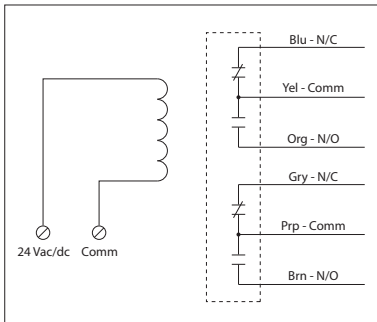 Blu - N/C
Yel - Comm
Org - N/O
Gry - N/C
Prp - Comm
Brn - N/O
24 Vac/dc Comm